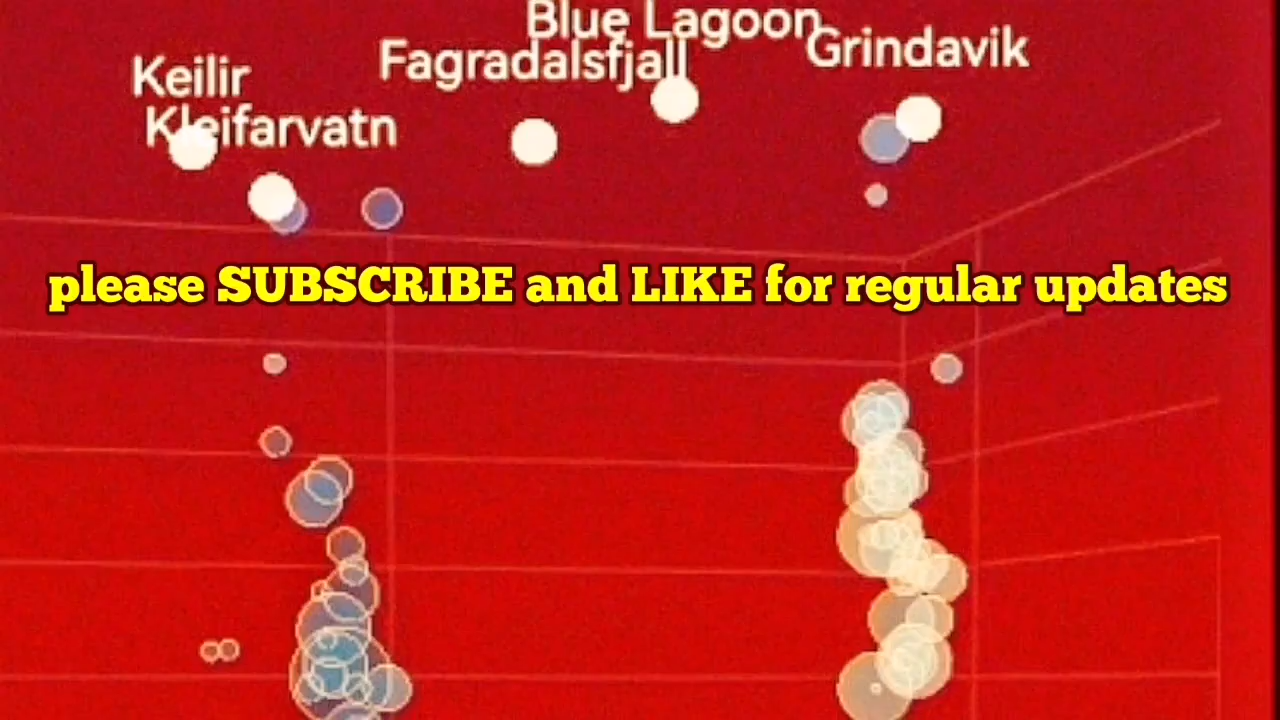 Blue Lagoon
Grindavik
Fagradalsfjall
Keilir
Kleifarvatn
please SUBSCRIBE and LIKE for regular updates